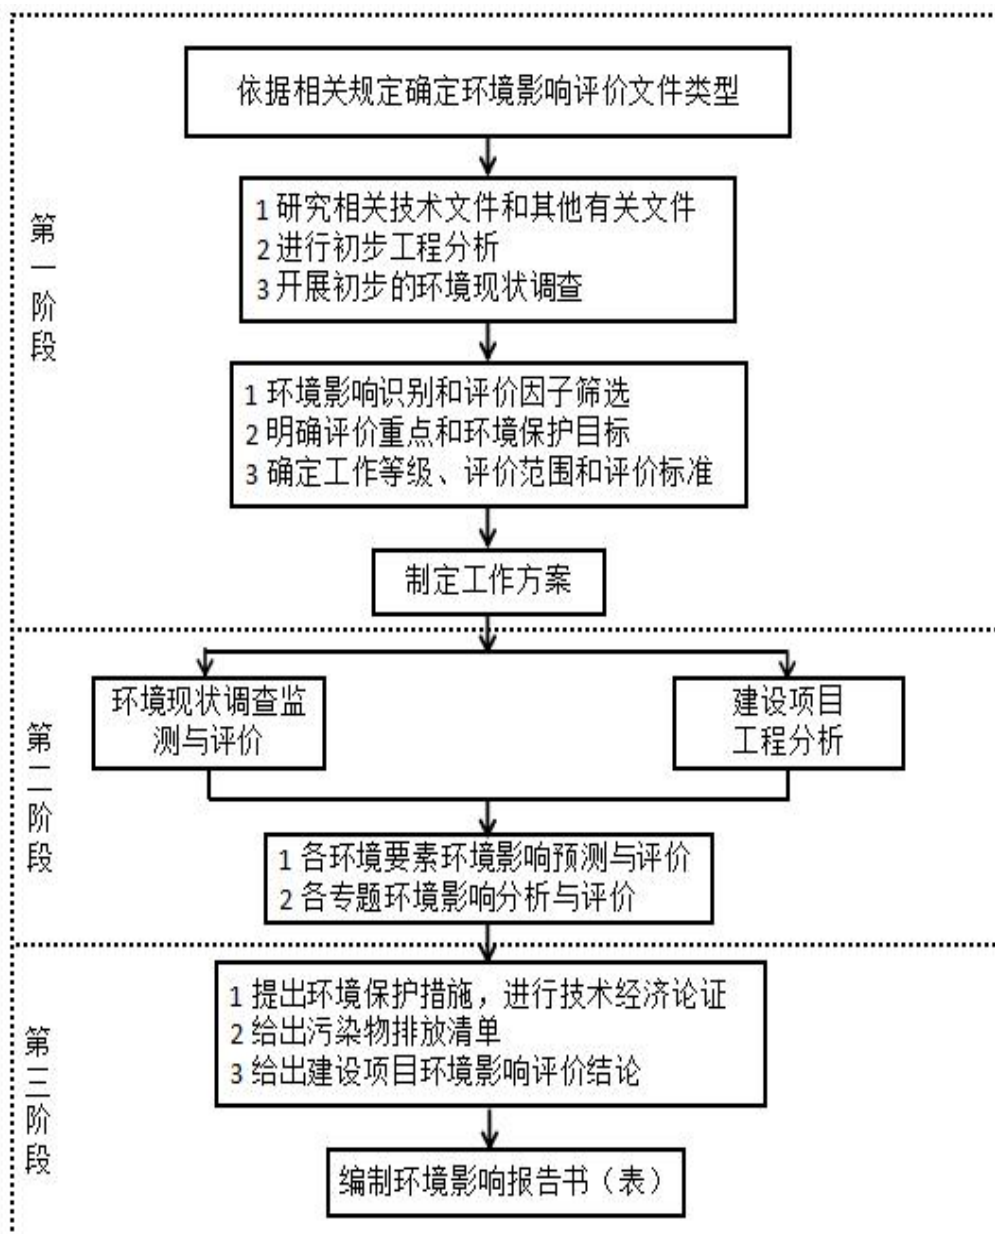 依据相关规定确定环境影响评价文件类型
第一阶段
1 研究相关技术文件和其他有关文件
2 进行初步工程分析
3 开展初步的环境现状调查
1 环境影响识别和评价因子筛选
2 明确评价重点和环境保护目标
3 确定工作等级、评价范围和评价标准
制定工作方案
第二阶段
环境现状调查监
测与评价
建设项目
工程分析
1 各环境要素环境影响预测与评价
2 各专题环境影响分析与评价
第三阶段
1 提出环境保护措施，进行技术经济论证
2 给出污染物排放清单
3 给出建设项目环境影响评价结论
编制环境影响报告书（表）